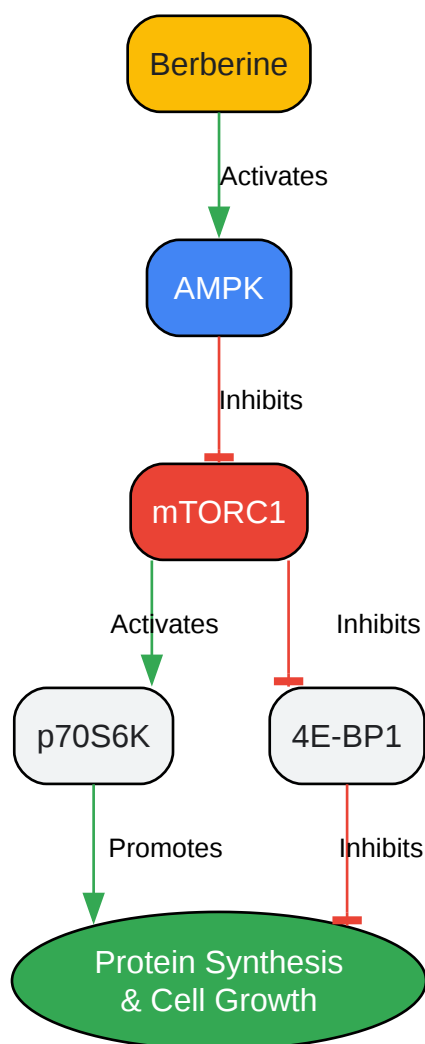 Berberine
Activates
AMPK
Inhibits
mTORC1
Activates
Inhibits
p70S6K
4E-BP1
Promotes
Inhibits
Protein Synthesis
& Cell Growth